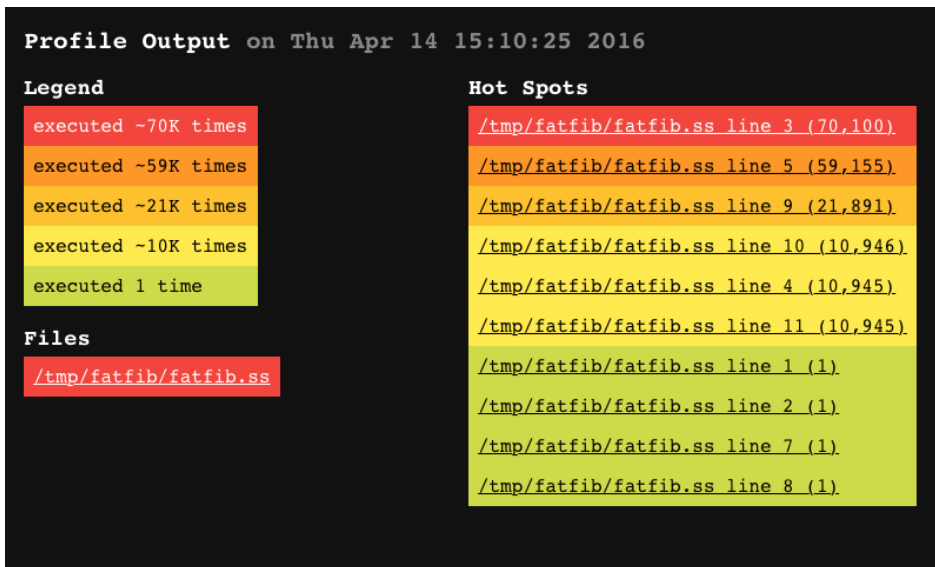 Profile Output on Thu Apr 14 15:10:25 2016
Legend
executed ~70K times
executed ~59K times
executed ~21K times
executed ~10K times
executed 1 time
Files
/tmp/fatfib/fatfib.ss
Hot Spots
/tmp/fatfib/fatfib.ss line 3 (70,100)
/tmp/fatfib/fatfib.ss line 5 (59,155)
/tmp/fatfib/fatfib.ss line 9 (21,891)
/tmp/fatfib/fatfib.ss line 10 (10,946)
/tmp/fatfib/fatfib.ss line 4 (10,945)
/tmp/fatfib/fatfib.ss line 11 (10,945)
/tmp/fatfib/fatfib.ss line 1 (1)
/tmp/fatfib/fatfib.ss line 2 (1)
/tmp/fatfib/fatfib.ss line 7 (1)
/tmp/fatfib/fatfib.ss line 8 (1)